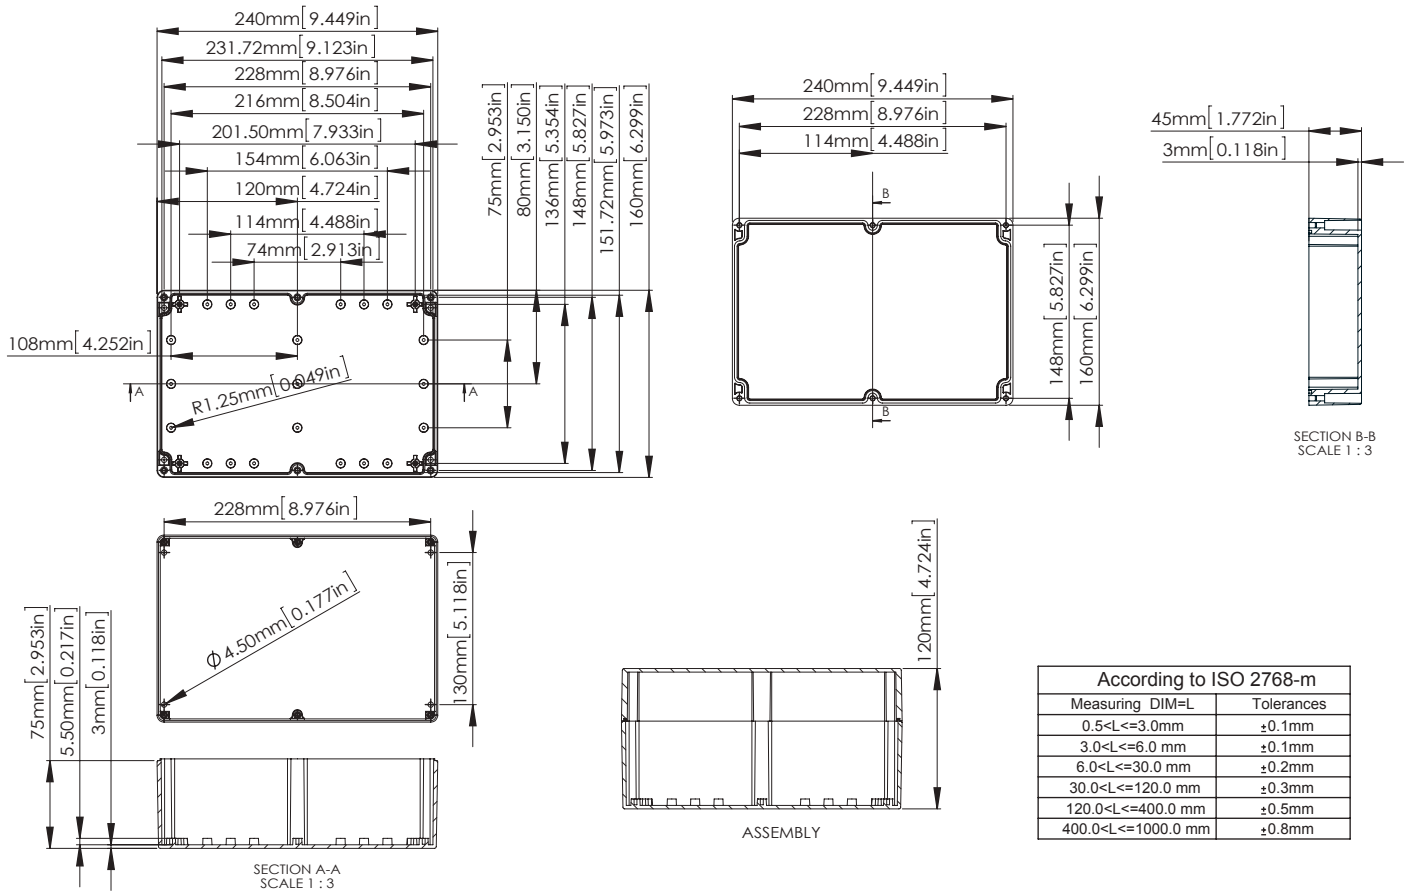 240mm[9.449in]
231.72mm[9.123in]
228mm[8.976in]
216mm[8.504in]
201.50mm[7.933in]
154mm[6.063in]
120mm[4.724in]
114mm[4.488in]
74mm[2.913in]
75mm[2.953in]
80mm[3.150in]
136mm[5.354in]
148mm[5.827in]
151.72mm[5.973in]
160mm[6.299in]
108mm[4.252in]
R1.25mm[0.049in]
A
A
240mm[9.449in]
228mm[8.976in]
114mm[4.488in]
B
B
148mm[5.827in]
160mm[6.299in]
45mm[1.772in]
3mm[0.118in]
SECTION B-B
SCALE 1 : 3
228mm[8.976in]
Φ4.50mm[0.177in]
130mm[5.118in]
75mm[2.953in]
5.50mm[0.217in]
3mm[0.118in]
SECTION A-A
SCALE 1 : 3
120mm[4.724in]
ASSEMBLY
According to ISO 2768-m
Measuring DIM=L Tolerances
0.5<L<=3.0mm ±0.1mm
3.0<L<=6.0 mm ±0.1mm
6.0<L<=30.0 mm ±0.2mm
30.0<L<=120.0 mm ±0.3mm
120.0<L<=400.0 mm ±0.5mm
400.0<L<=1000.0 mm ±0.8mm